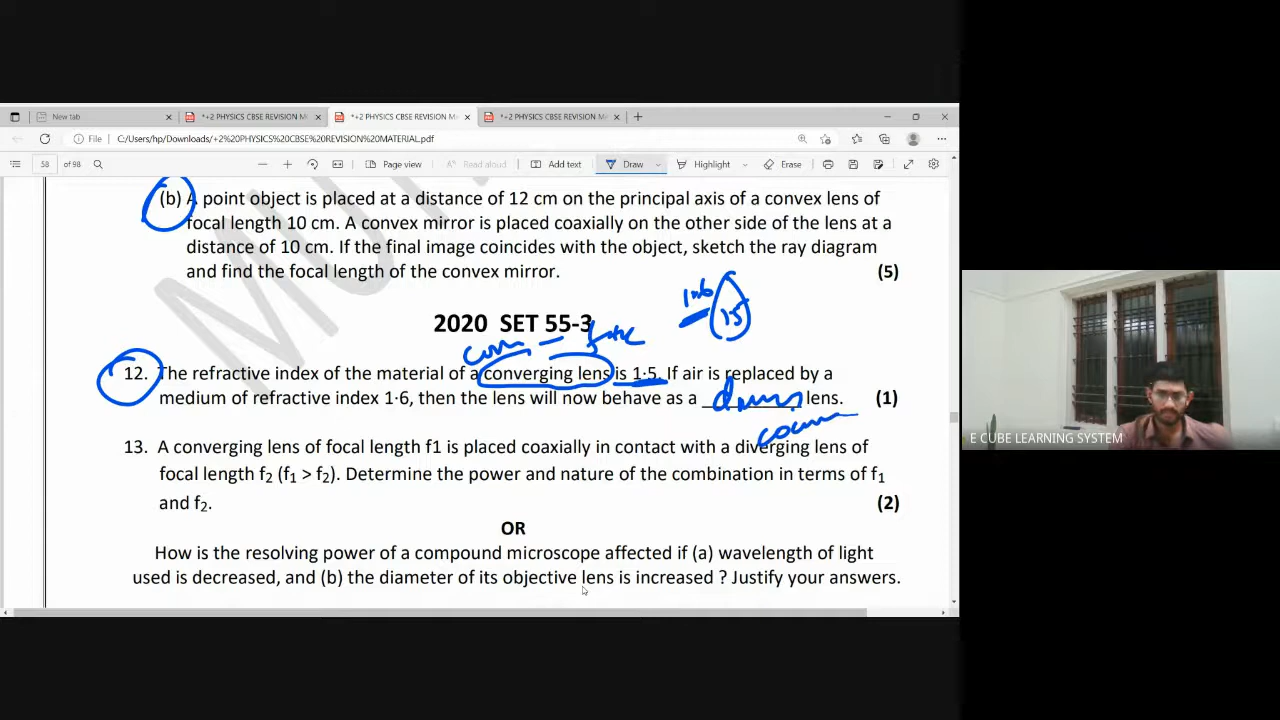 New tab
*+2 PHYSICS CBSE REVISION M
*+2 PHYSICS CBSE REVISION M
*+2 PHYSICS CBSE REVISION M
File
C:/Users/hp/Downloads/+2%20PHYSICS%20CBSE%20REVISION%20MATERIAL.pdf
58 of 98
Page view
Read aloud
Add text
Draw
Highlight
Erase
(b) A point object is placed at a distance of 12 cm on the principal axis of a convex lens of
focal length 10 cm. A convex mirror is placed coaxially on the other side of the lens at a
distance of 10 cm. If the final image coincides with the object, sketch the ray diagram
and find the focal length of the convex mirror. (5)
1.6 1.5
2020 SET 55-3
12. The refractive index of the material of a converging lens is 1·5. If air is replaced by a
medium of refractive index 1·6, then the lens will now behave as a __________ lens. (1)
13. A converging lens of focal length f1 is placed coaxially in contact with a diverging lens of
focal length f2 (f1 > f2). Determine the power and nature of the combination in terms of f1
and f2. (2)
OR
How is the resolving power of a compound microscope affected if (a) wavelength of light
used is decreased, and (b) the diameter of its objective lens is increased ? Justify your answers.
E CUBE LEARNING SYSTEM